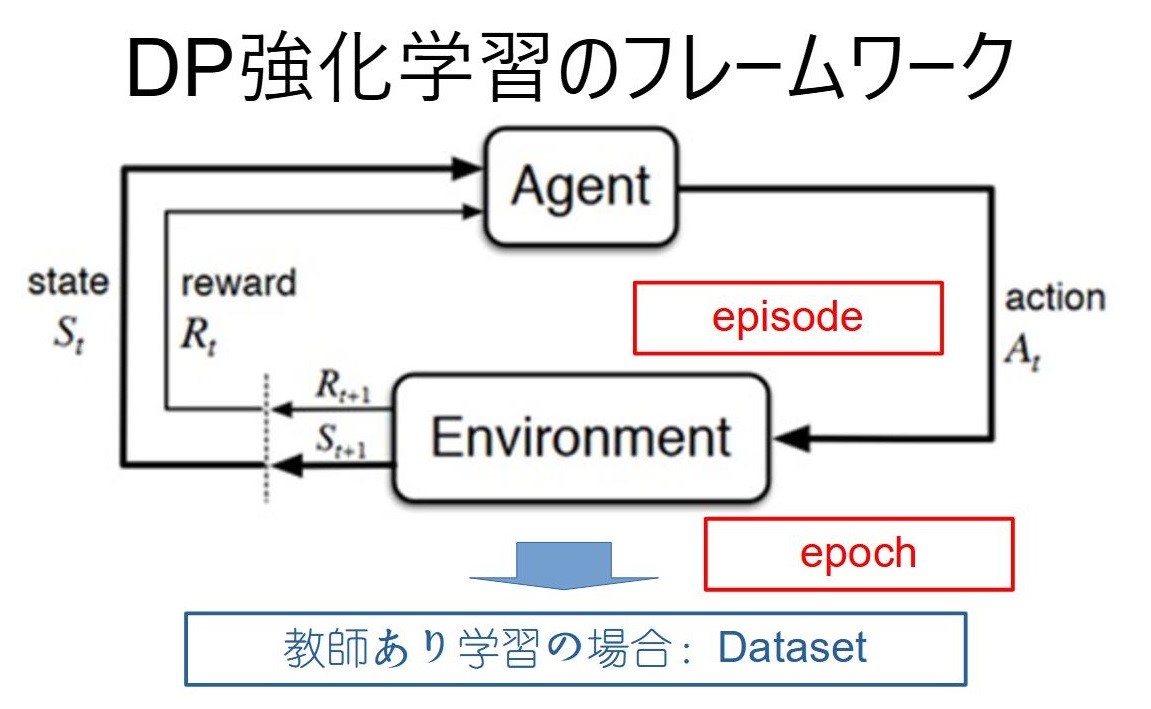 DP強化学習のフレームワーク
Agent
state
S_t
reward
R_t
episode
action
A_t
R_{t+1}
S_{t+1}
Environment
epoch
教師あり学習の場合：Dataset